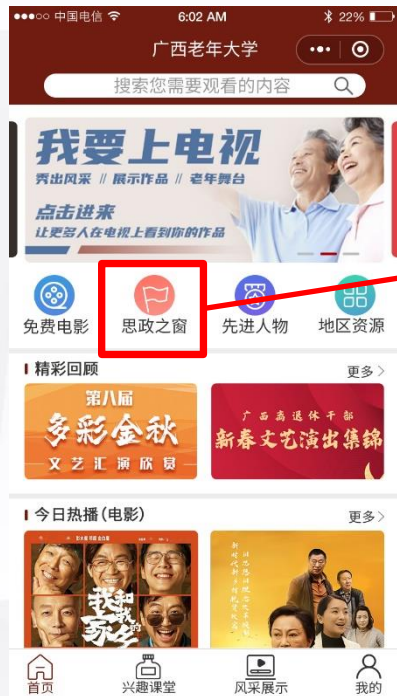 中国电信
6:02 AM
22%
广西老年大学
搜索您需要观看的内容
我要上电视
秀出风采 // 展示作品 // 老年舞台
点击进来
让更多人在电视上看到你的作品
免费电影
思政之窗
先进人物
地区资源
精彩回顾
更多>
第八届
多彩金秋
文艺汇演欣赏
广西离退休干部
新春文艺演出集锦
今日热播(电影)
更多>
我和我的家乡
首页
兴趣课堂
风采展示
我的